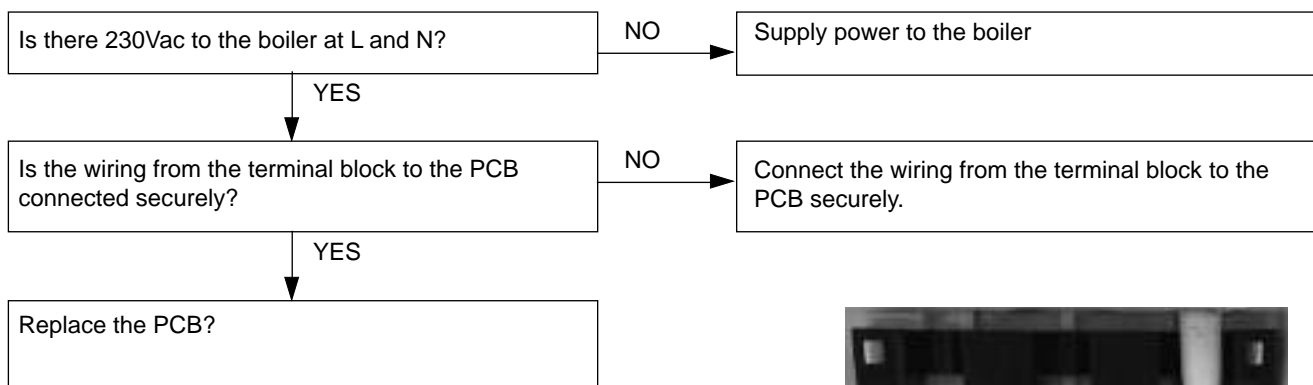 Is there 230Vac to the boiler at L and N?
NO
Supply power to the boiler
YES
Is the wiring from the terminal block to the PCB
connected securely?
NO
Connect the wiring from the terminal block to the
PCB securely.
YES
Replace the PCB?